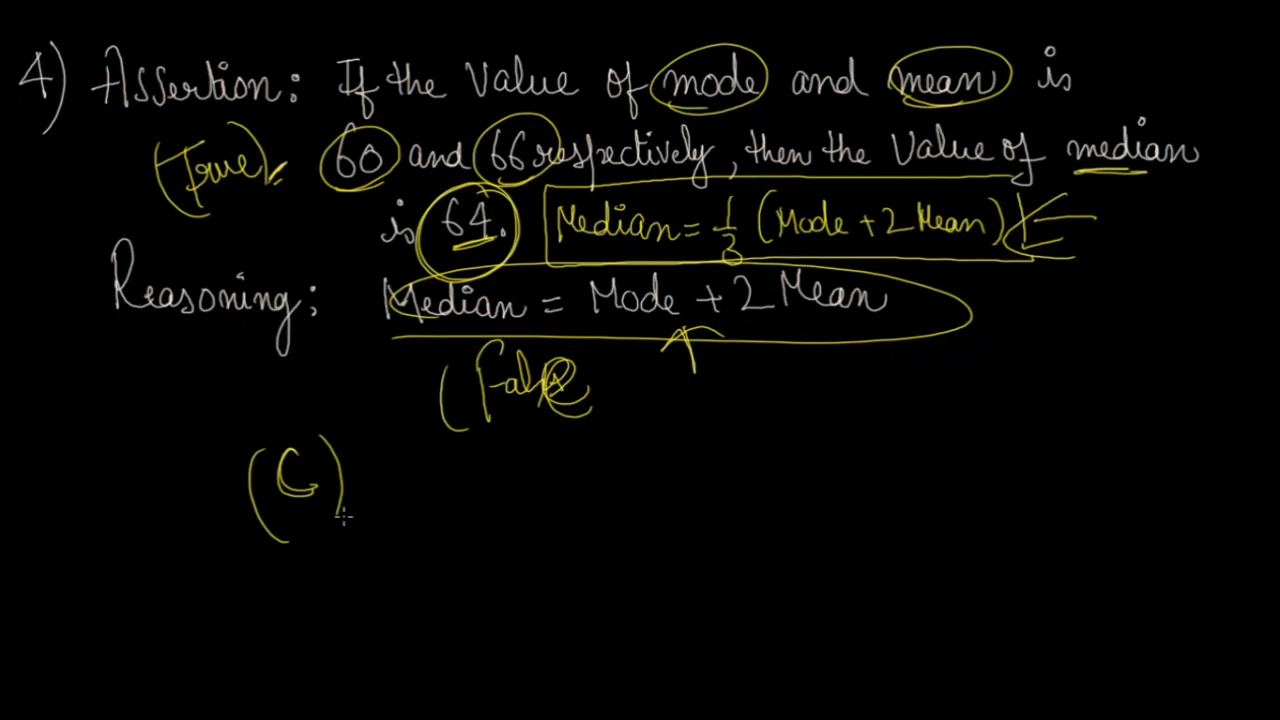 4) Assertion: If the Value of mode and mean is
(True) 60 and 66 respectively, then the Value of median
is 64. Median = 1/3 (Mode + 2 Mean)
Reasoning: Median = Mode + 2 Mean
(False
(C)